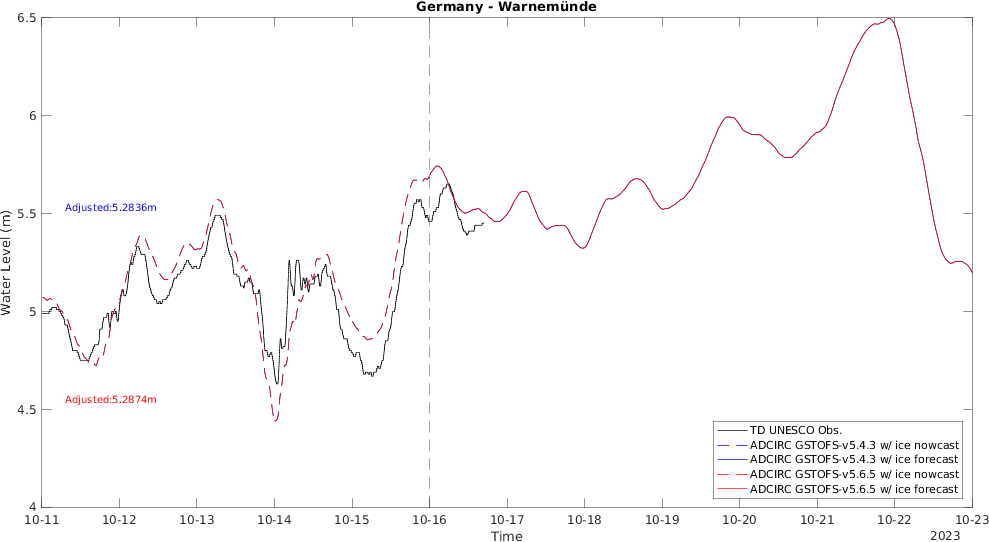 Germany - Warnemünde
6.5
6
5.5
5
4.5
4
Water Level (m)
Adjusted:5.2836m
Adjusted:5.2874m
TD UNESCO Obs.
ADCIRC GSTOFS-v5.4.3 w/ ice nowcast
ADCIRC GSTOFS-v5.4.3 w/ ice forecast
ADCIRC GSTOFS-v5.6.5 w/ ice nowcast
ADCIRC GSTOFS-v5.6.5 w/ ice forecast
10-11 10-12 10-13 10-14 10-15 10-16 10-17 10-18 10-19 10-20 10-21 10-22 10-23
Time
2023